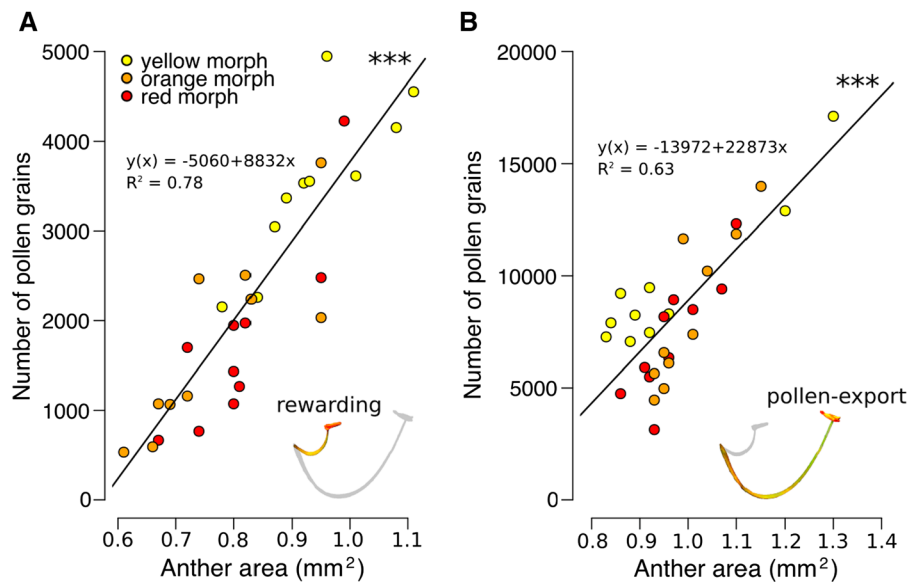 A
5000
4000
3000
2000
1000
0
Number of pollen grains
yellow morph
orange morph
red morph
***
y(x) = -5060+8832x
R² = 0.78
rewarding
0.6 0.7 0.8 0.9 1.0 1.1
Anther area (mm²)
B
20000
15000
10000
5000
0
Number of pollen grains
***
y(x) = -13972+22873x
R² = 0.63
pollen-export
0.8 0.9 1.0 1.1 1.2 1.3 1.4
Anther area (mm²)